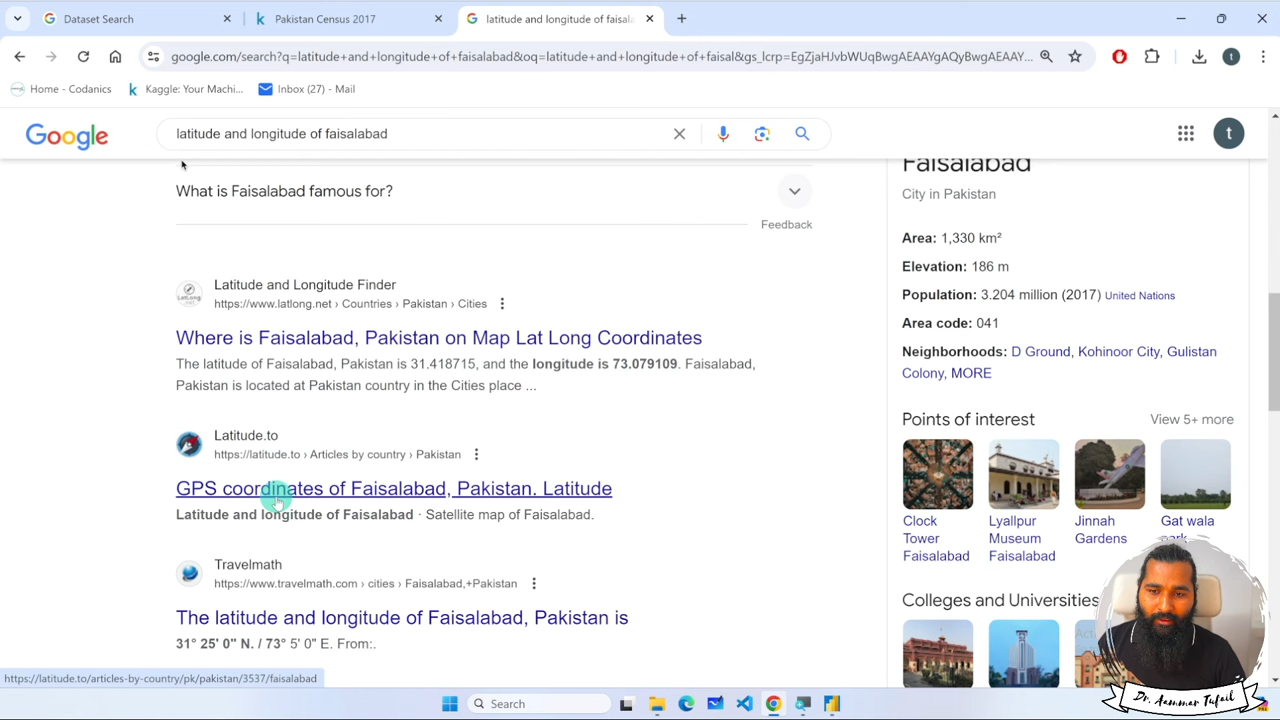 Dataset Search
Pakistan Census 2017
latitude and longitude of faisala
google.com/search?q=latitude+and+longitude+of+faisalabad&oq=latitude+and+longitude+of+faisal&gs_lcrp=EgZjaHJvbWUqBwgAEAAYgAQyBwgAEAAY...
Home - Codanics
Kaggle: Your Machi...
Inbox (27) - Mail
Google
latitude and longitude of faisalabad
t
What is Faisalabad famous for?
Feedback
Latitude and Longitude Finder
https://www.latlong.net › Countries › Pakistan › Cities
Where is Faisalabad, Pakistan on Map Lat Long Coordinates
The latitude of Faisalabad, Pakistan is 31.418715, and the longitude is 73.079109. Faisalabad,
Pakistan is located at Pakistan country in the Cities place ...
Latitude.to
https://latitude.to › Articles by country › Pakistan
GPS coordinates of Faisalabad, Pakistan. Latitude
Latitude and longitude of Faisalabad · Satellite map of Faisalabad.
Travelmath
https://www.travelmath.com › cities › Faisalabad,+Pakistan
The latitude and longitude of Faisalabad, Pakistan is
31° 25' 0" N. / 73° 5' 0" E. From:.
Faisalabad
City in Pakistan
Area: 1,330 km²
Elevation: 186 m
Population: 3.204 million (2017) United Nations
Area code: 041
Neighborhoods: D Ground, Kohinoor City, Gulistan
Colony, MORE
Points of interest
View 5+ more
Clock
Tower
Faisalabad
Lyallpur
Museum
Faisalabad
Jinnah
Gardens
Gat wala
park
Colleges and Universities
https://latitude.to/articles-by-country/pk/pakistan/3537/faisalabad
Search
Dr. Aammar Tufail